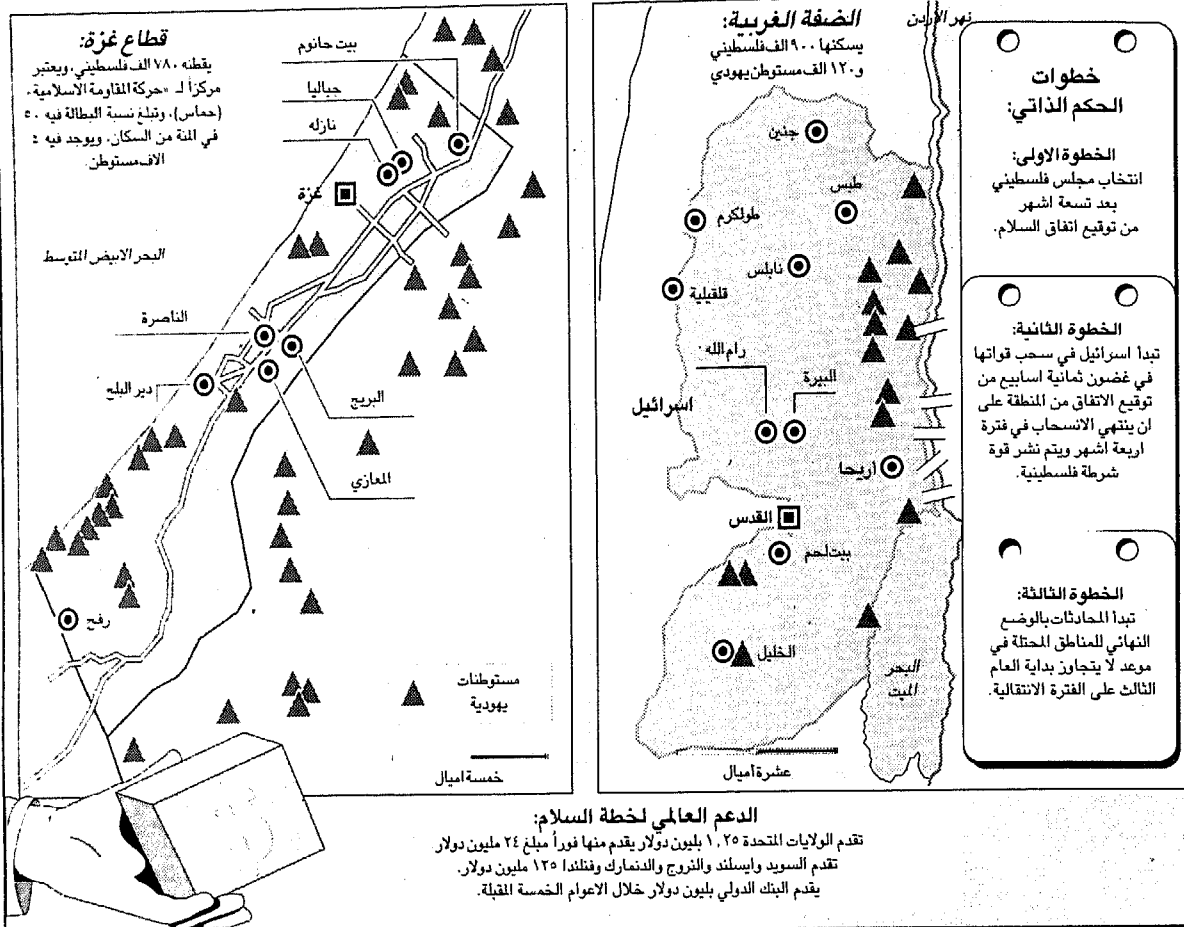 نهر الأردن
خطوات
الحكم الذاتي:
الخطوة الاولى:
انتخاب مجلس فلسطيني
بعد تسعة اشهر
من توقيع اتفاق السلام.
الخطوة الثانية:
تبدأ اسرائيل في سحب قواتها
في غضون ثمانية اسابيع من
توقيع الاتفاق من المنطقة على
ان ينتهي الانسحاب في فترة
اربعة اشهر ويتم نشر قوة
شرطة فلسطينية.
الخطوة الثالثة:
تبدأ المحادثات بالوضع
النهائي للمناطق المحتلة في
موعد لا يتجاوز بداية العام
الثالث على الفترة الانتقالية.
الضفة الغربية:
يسكنها ٩٠٠ الف فلسطيني
و١٢٠ الف مستوطن يهودي
جنين
طبس
طولكرم
نابلس
قلقيلية
رام الله
البيرة
اسرائيل
اريحا
القدس
بيت لحم
الخليل
البحر
الميت
عشرة اميال
قطاع غزة:
يقطنه ٧٨٠ الف فلسطيني، ويعتبر
مركزاً لـ «حركة المقاومة الاسلامية»
(حماس)، وتبلغ نسبة البطالة فيه ٥٠
في المئة من السكان، ويوجد فيه
الاف مستوطن.
بيت حانوم
جباليا
نازله
غزة
البحر الابيض المتوسط
الناصرة
دير البلح
البريج
المعازي
رفح
مستوطنات
يهودية
خمسة اميال
الدعم العالمي لخطة السلام:
تقدم الولايات المتحدة ١,٢٥ بليون دولار يقدم منها فوراً مبلغ ٢٤ مليون دولار
تقدم السويد وايسلند والنروج والدنمارك وفنلندا ١٢٥ مليون دولار.
يقدم البنك الدولي بليون دولار خلال الاعوام الخمسة المقبلة.